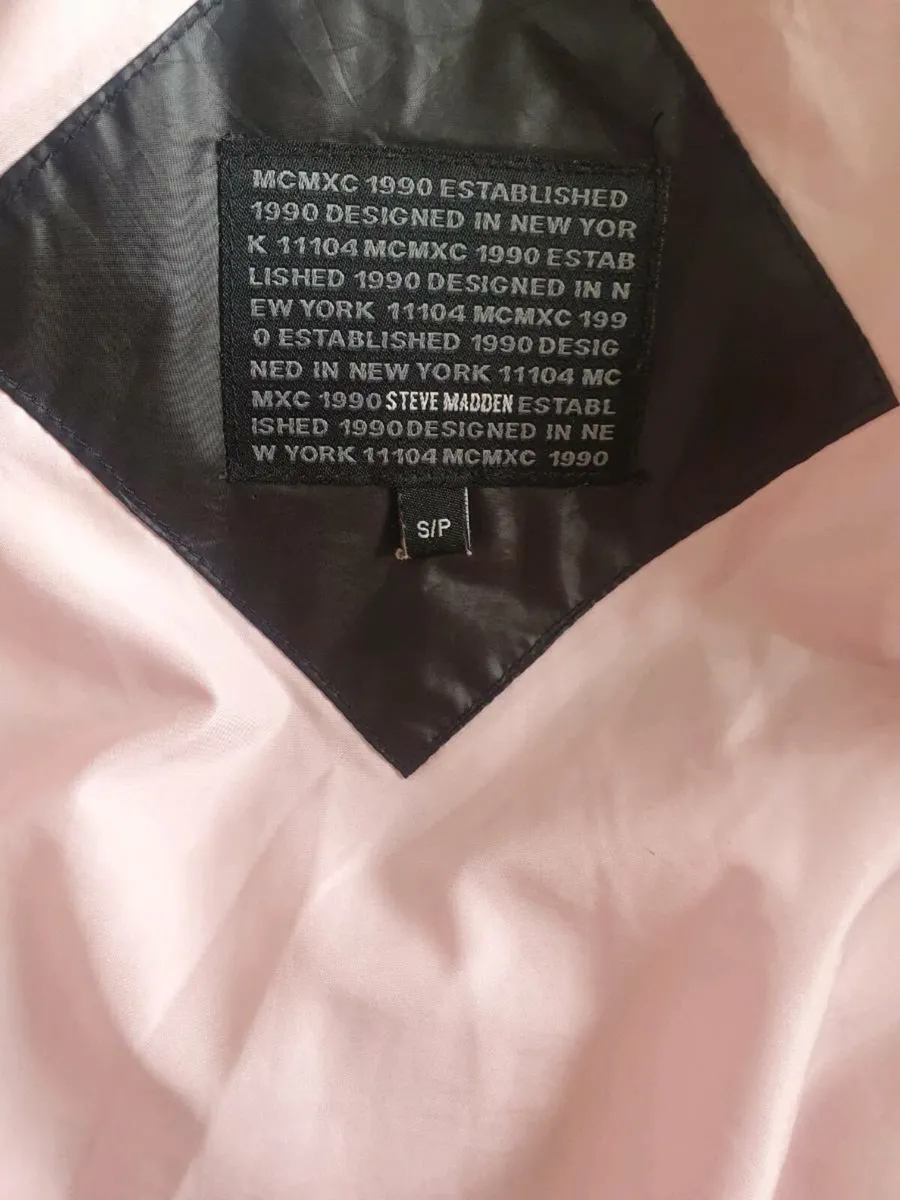 MCMXC 1990 ESTABLISHED
1990 DESIGNED IN NEW YOR
K 11104 MCMXC 1990 ESTAB
LISHED 1990 DESIGNED IN N
EW YORK 11104 MCMXC 199
0 ESTABLISHED 1990 DESIG
NED IN NEW YORK 11104 MC
MXC 1990 STEVE MADDEN ESTABL
ISHED 1990 DESIGNED IN NE
W YORK 11104 MCMXC 1990
S/P